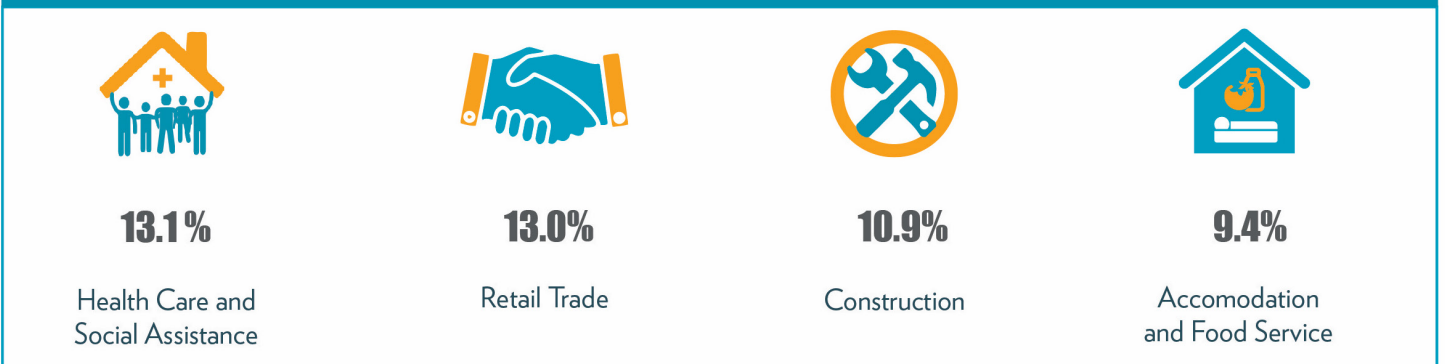 13.1%
Health Care and
Social Assistance
13.0%
Retail Trade
10.9%
Construction
9.4%
Accomodation
and Food Service